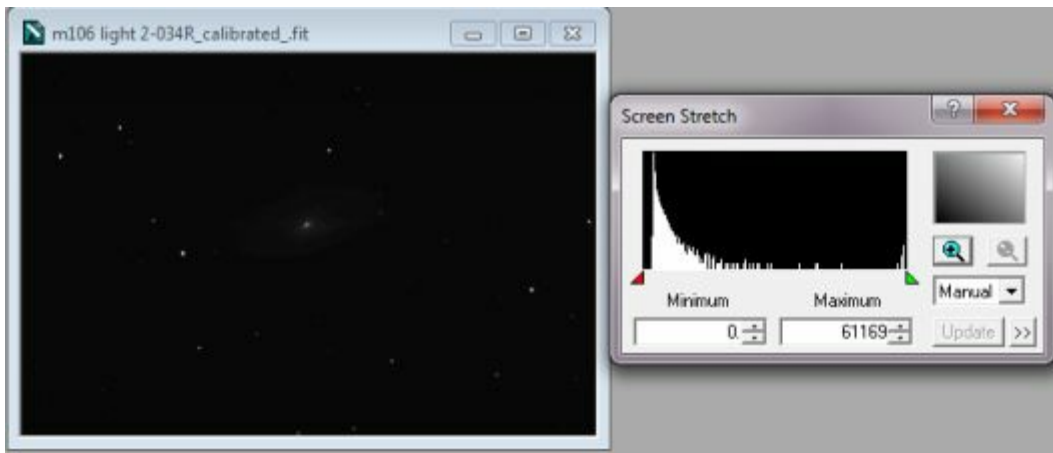 m106 light 2-034R_calibrated_.fit
Screen Stretch
Minimum Maximum
0. 61169
Manual
Update >>